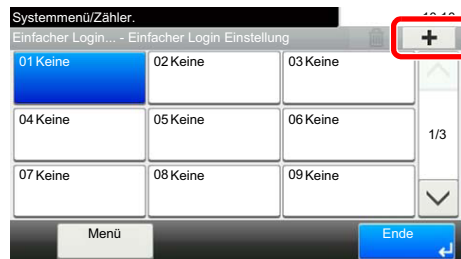 Systemmenü/Zähler.
Einfacher Login... - Einfacher Login Einstellung
01 Keine 02 Keine 03 Keine
04 Keine 05 Keine 06 Keine
1/3
07 Keine 08 Keine 09 Keine
Menü Ende